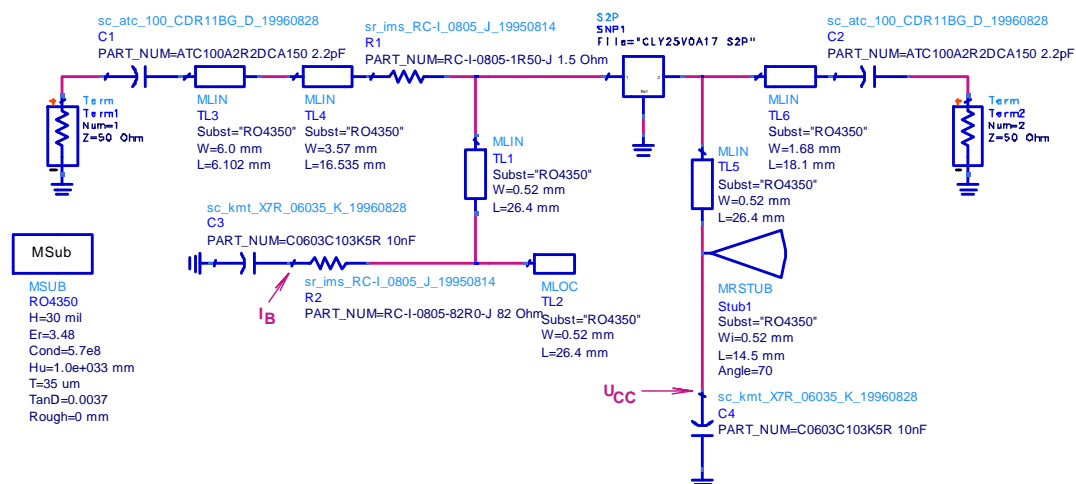 sc_atc_100_CDR11BG_D_19960828
C1
PART_NUM=ATC100A2R2DCA150 2.2pF
sr_ims_RC-I_0805_J_19950814
R1
PART_NUM=RC-I-0805-1R50-J 1.5 Ohm
S2P
SNP1
File="CLY25V0A17 S2P"
1
2
Ref
sc_atc_100_CDR11BG_D_19960828
C2
PART_NUM=ATC100A2R2DCA150 2.2pF
+
Term
Term1
Num=1
Z=50 Ohm
-
MLIN
TL3
Subst="RO4350"
W=6.0 mm
L=6.102 mm
MLIN
TL4
Subst="RO4350"
W=3.57 mm
L=16.535 mm
MLIN
TL1
Subst="RO4350"
W=0.52 mm
L=26.4 mm
MLIN
TL6
Subst="RO4350"
W=1.68 mm
L=18.1 mm
+
Term
Term2
Num=2
Z=50 Ohm
-
MLIN
TL5
Subst="RO4350"
W=0.52 mm
L=26.4 mm
sc_kmt_X7R_06035_K_19960828
C3
PART_NUM=C0603C103K5R 10nF
sr_ims_RC-I_0805_J_19950814
R2
PART_NUM=RC-I-0805-82R0-J 82 Ohm
IB
MLOC
TL2
Subst="RO4350"
W=0.52 mm
L=26.4 mm
MSub
MSUB
RO4350
H=30 mil
Er=3.48
Cond=5.7e8
Hu=1.0e+033 mm
T=35 um
TanD=0.0037
Rough=0 mm
MRSTUB
Stub1
Subst="RO4350"
Wi=0.52 mm
L=14.5 mm
Angle=70
UCC
sc_kmt_X7R_06035_K_19960828
C4
PART_NUM=C0603C103K5R 10nF